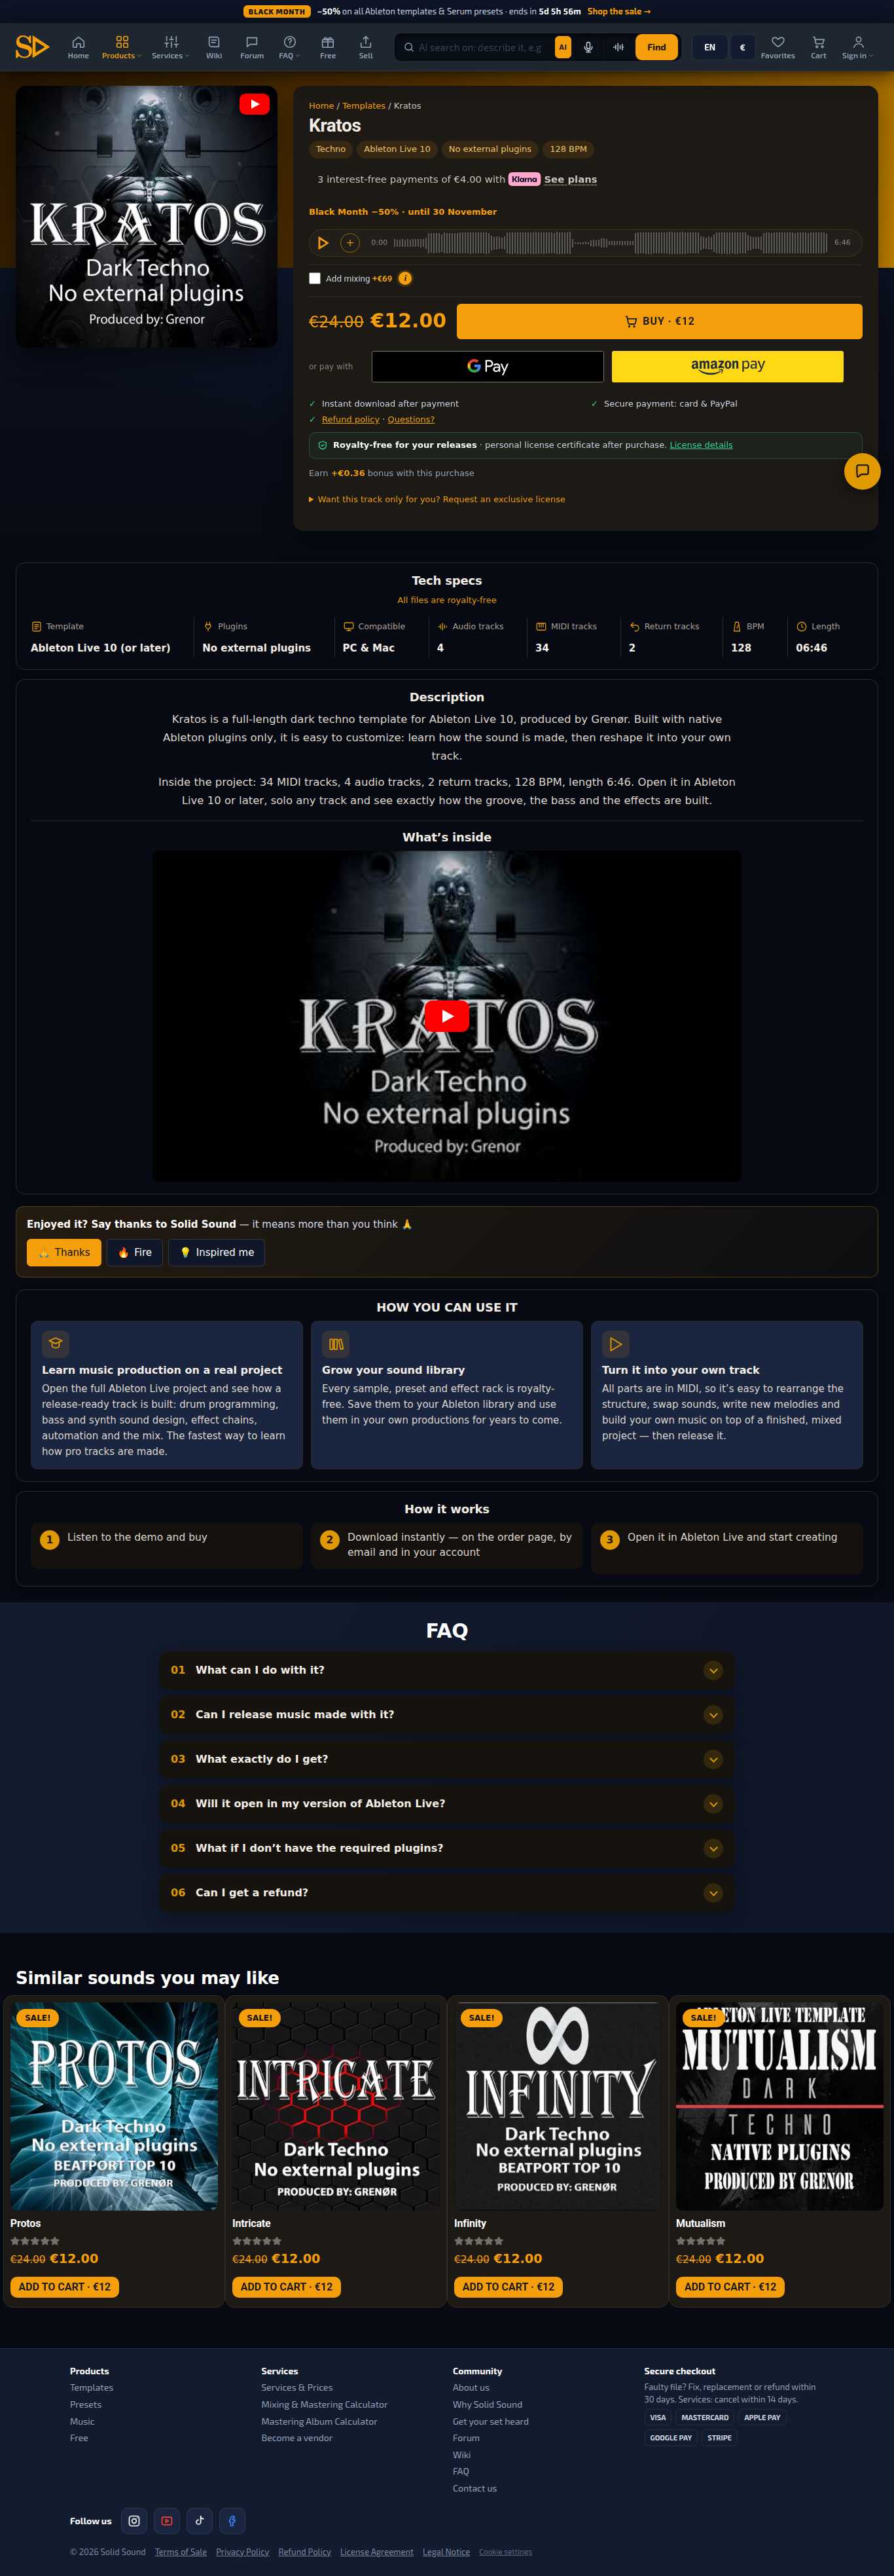 BLACK MONTH −50% on all Ableton templates & Serum presets · ends in 5d 5h 56m Shop the sale →
SD Home Products Services Wiki Forum FAQ Free Sell
AI search on: describe it, e.g AI Find EN € Favorites Cart Sign in
KRATOS
Dark Techno
No external plugins
Produced by: Grenor
Home / Templates / Kratos
Kratos
Techno Ableton Live 10 No external plugins 128 BPM
3 interest-free payments of €4.00 with Klarna See plans
Black Month −50% · until 30 November
0:00 6:46
Add mixing +€69 i
€24.00 €12.00 BUY · €12
or pay with G Pay amazon pay
✓ Instant download after payment ✓ Secure payment: card & PayPal
✓ Refund policy · Questions?
Royalty-free for your releases · personal license certificate after purchase. License details
Earn +€0.36 bonus with this purchase
Want this track only for you? Request an exclusive license
Tech specs
All files are royalty-free
Template Plugins Compatible Audio tracks MIDI tracks Return tracks BPM Length
Ableton Live 10 (or later) No external plugins PC & Mac 4 34 2 128 06:46
Description
Kratos is a full-length dark techno template for Ableton Live 10, produced by Grenør. Built with native
Ableton plugins only, it is easy to customize: learn how the sound is made, then reshape it into your own
track.
Inside the project: 34 MIDI tracks, 4 audio tracks, 2 return tracks, 128 BPM, length 6:46. Open it in Ableton
Live 10 or later, solo any track and see exactly how the groove, the bass and the effects are built.
What’s inside
KRATOS
Dark Techno
No external plugins
Produced by: Grenor
Enjoyed it? Say thanks to Solid Sound — it means more than you think 🙏
🙏 Thanks 🔥 Fire 💡 Inspired me
HOW YOU CAN USE IT
Learn music production on a real project
Open the full Ableton Live project and see how a
release-ready track is built: drum programming,
bass and synth sound design, effect chains,
automation and the mix. The fastest way to learn
how pro tracks are made.
Grow your sound library
Every sample, preset and effect rack is royalty-
free. Save them to your Ableton library and use
them in your own productions for years to come.
Turn it into your own track
All parts are in MIDI, so it’s easy to rearrange the
structure, swap sounds, write new melodies and
build your own music on top of a finished, mixed
project — then release it.
How it works
1 Listen to the demo and buy
2 Download instantly — on the order page, by
email and in your account
3 Open it in Ableton Live and start creating
FAQ
01 What can I do with it?
02 Can I release music made with it?
03 What exactly do I get?
04 Will it open in my version of Ableton Live?
05 What if I don’t have the required plugins?
06 Can I get a refund?
Similar sounds you may like
SALE!
PROTOS
Dark Techno
No external plugins
BEATPORT TOP 10
PRODUCED BY: GRENØR
Protos
€24.00 €12.00
ADD TO CART · €12
SALE!
INTRICATE
Dark Techno
No external plugins
PRODUCED BY: GRENØR
Intricate
€24.00 €12.00
ADD TO CART · €12
SALE!
INFINITY
Dark Techno
No external plugins
BEATPORT TOP 10
PRODUCED BY: GRENØR
Infinity
€24.00 €12.00
ADD TO CART · €12
SALE!
LIVE TEMPLATE
MUTUALISM
DARK
TECHNO
NATIVE PLUGINS
PRODUCED BY GRENOR
Mutualism
€24.00 €12.00
ADD TO CART · €12
Products
Templates
Presets
Music
Free
Services
Services & Prices
Mixing & Mastering Calculator
Mastering Album Calculator
Become a vendor
Community
About us
Why Solid Sound
Get your set heard
Forum
Wiki
FAQ
Contact us
Secure checkout
Faulty file? Fix, replacement or refund within
30 days. Services: cancel within 14 days.
VISA MASTERCARD APPLE PAY
GOOGLE PAY STRIPE
Follow us
© 2026 Solid Sound Terms of Sale Privacy Policy Refund Policy License Agreement Legal Notice Cookie settings